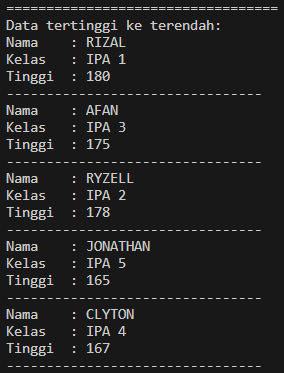 ==================================
Data tertinggi ke terendah:
Nama    : RIZAL
Kelas   : IPA 1
Tinggi  : 180
--------------------------------
Nama    : AFAN
Kelas   : IPA 3
Tinggi  : 175
--------------------------------
Nama    : RYZELL
Kelas   : IPA 2
Tinggi  : 178
--------------------------------
Nama    : JONATHAN
Kelas   : IPA 5
Tinggi  : 165
--------------------------------
Nama    : CLYTON
Kelas   : IPA 4
Tinggi  : 167
--------------------------------